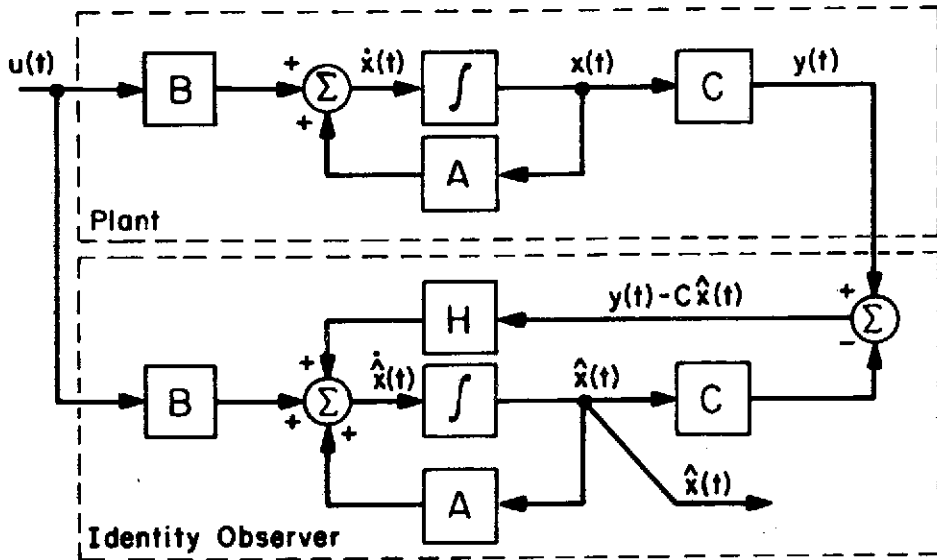 u(t)
B
+
+
Σ
ẋ(t)
∫
x(t)
C
y(t)
A
Plant
+
−
Σ
y(t)-Cx̂(t)
H
B
+
+
+
Σ
x̂̇(t)
∫
x̂(t)
C
x̂(t)
A
Identity Observer